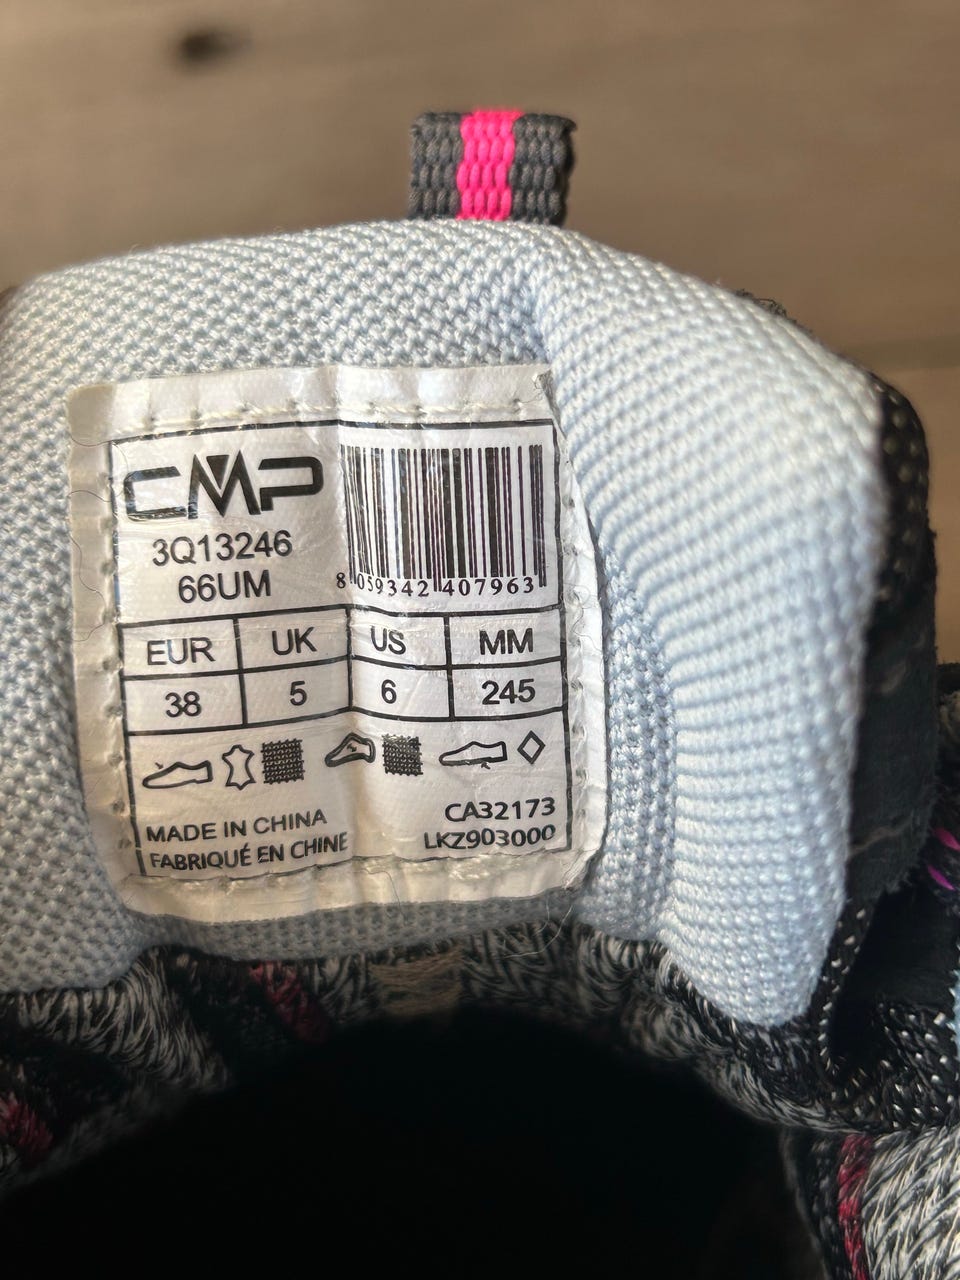 CMP
3Q13246
66UM
8 059342 407963
EUR UK US MM
38 5 6 245
MADE IN CHINA
FABRIQUÉ EN CHINE
CA32173
LKZ903000